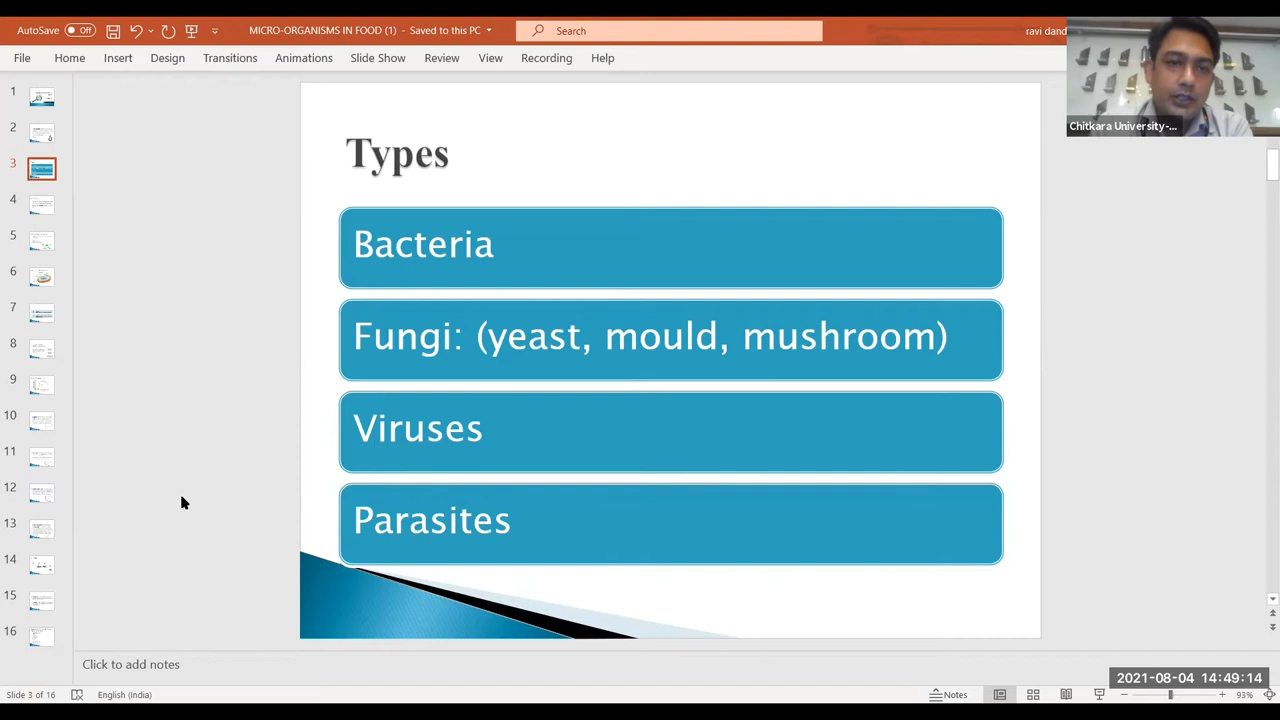 AutoSave Off MICRO-ORGANISMS IN FOOD (1) - Saved to this PC Search ravi dand
File Home Insert Design Transitions Animations Slide Show Review View Recording Help
Chitkara University-...
1
2
3
4
5
6
7
8
9
10
11
12
13
14
15
16
Types
Bacteria
Fungi: (yeast, mould, mushroom)
Viruses
Parasites
Click to add notes
2021-08-04 14:49:14
Slide 3 of 16 English (India) Notes 93%